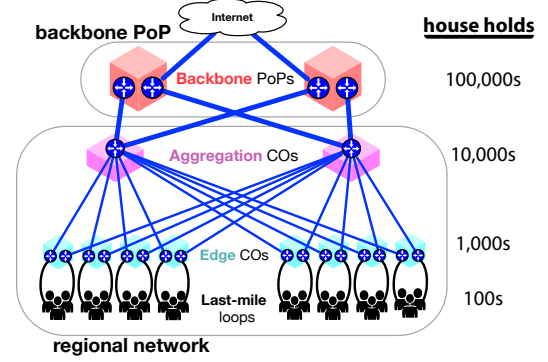 Internet
backbone PoP
house holds
Backbone PoPs
100,000s
Aggregation COs
10,000s
Edge COs
1,000s
Last-mile
loops
100s
regional network